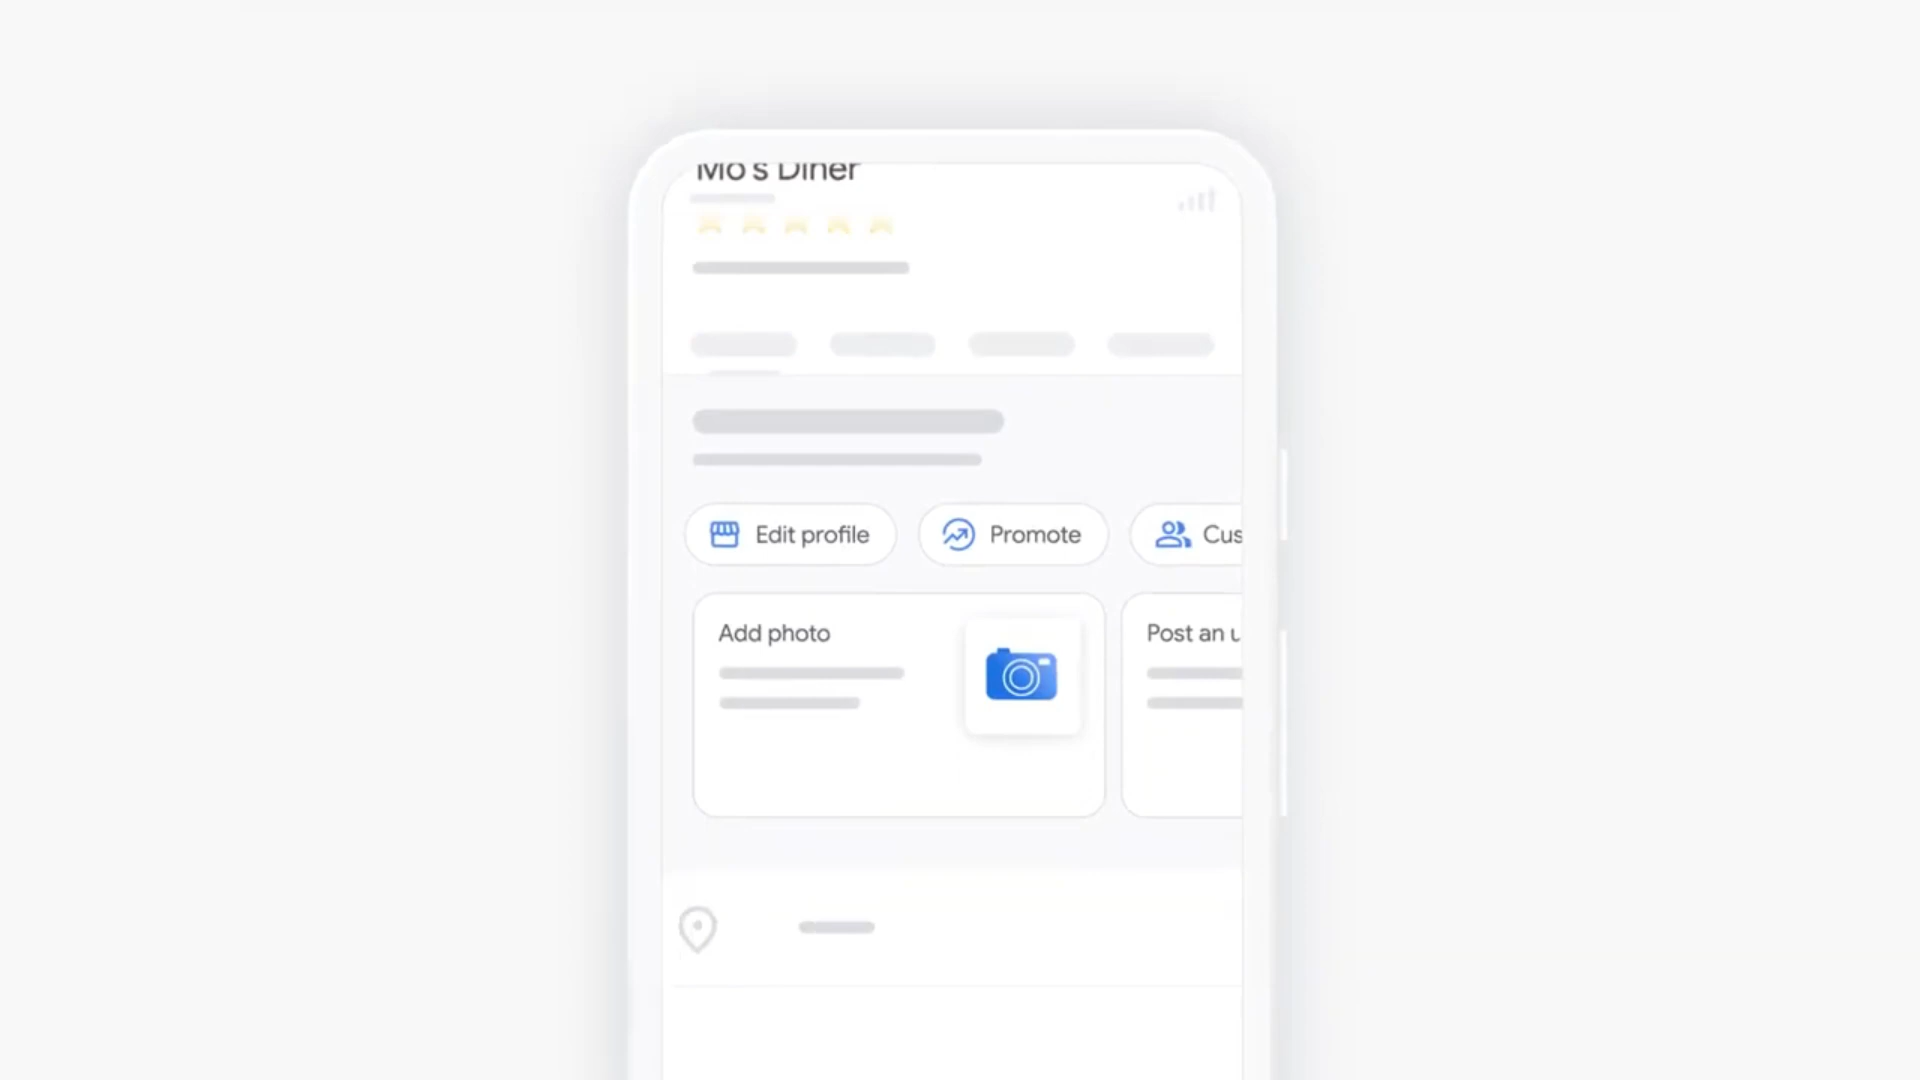 Mo's Diner
Edit profile
Promote
Cus
Add photo
Post an u